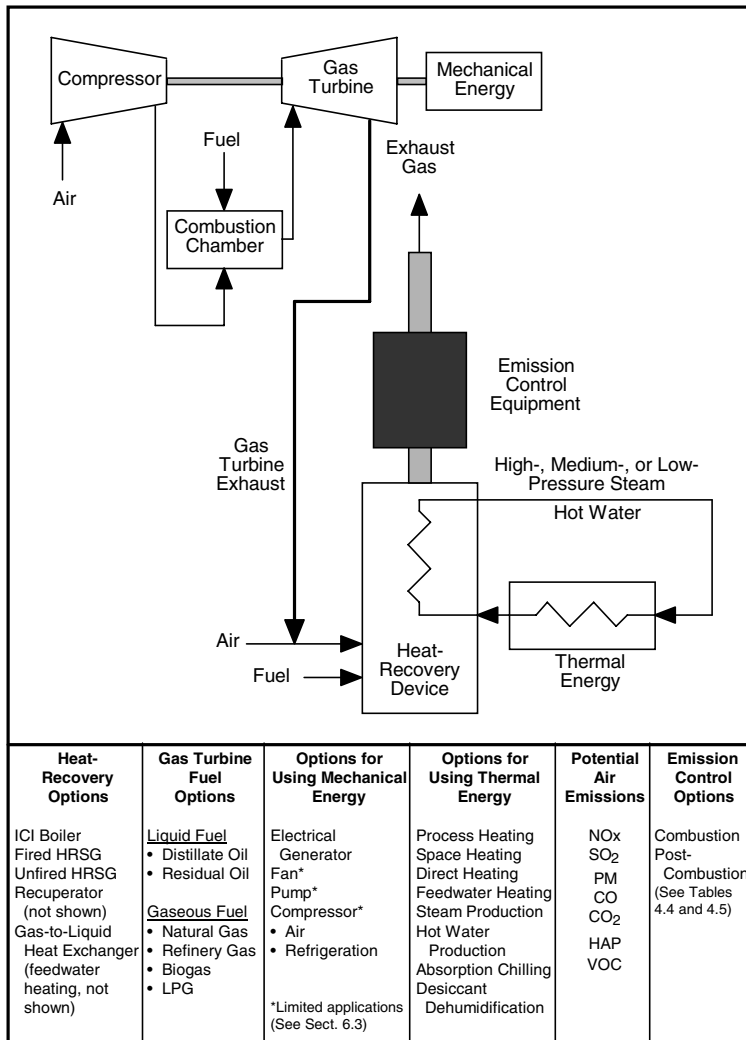 Compressor
Gas
Turbine
Mechanical
Energy
Air
Fuel
Combustion
Chamber
Exhaust
Gas
Emission
Control
Equipment
Gas
Turbine
Exhaust
High-, Medium-, or Low-
Pressure Steam
Hot Water
Air
Fuel
Heat-
Recovery
Device
Thermal
Energy
Heat-
Recovery
Options
ICI Boiler
Fired HRSG
Unfired HRSG
Recuperator
(not shown)
Gas-to-Liquid
Heat Exchanger
(feedwater
heating, not
shown)
Gas Turbine
Fuel
Options
Liquid Fuel
• Distillate Oil
• Residual Oil
Gaseous Fuel
• Natural Gas
• Refinery Gas
• Biogas
• LPG
Options for
Using Mechanical
Energy
Electrical
Generator
Fan*
Pump*
Compressor*
• Air
• Refrigeration
*Limited applications
(See Sect. 6.3)
Options for
Using Thermal
Energy
Process Heating
Space Heating
Direct Heating
Feedwater Heating
Steam Production
Hot Water
Production
Absorption Chilling
Desiccant
Dehumidification
Potential
Air
Emissions
NOx
SO2
PM
CO
CO2
HAP
VOC
Emission
Control
Options
Combustion
Post-
Combustion
(See Tables
4.4 and 4.5)